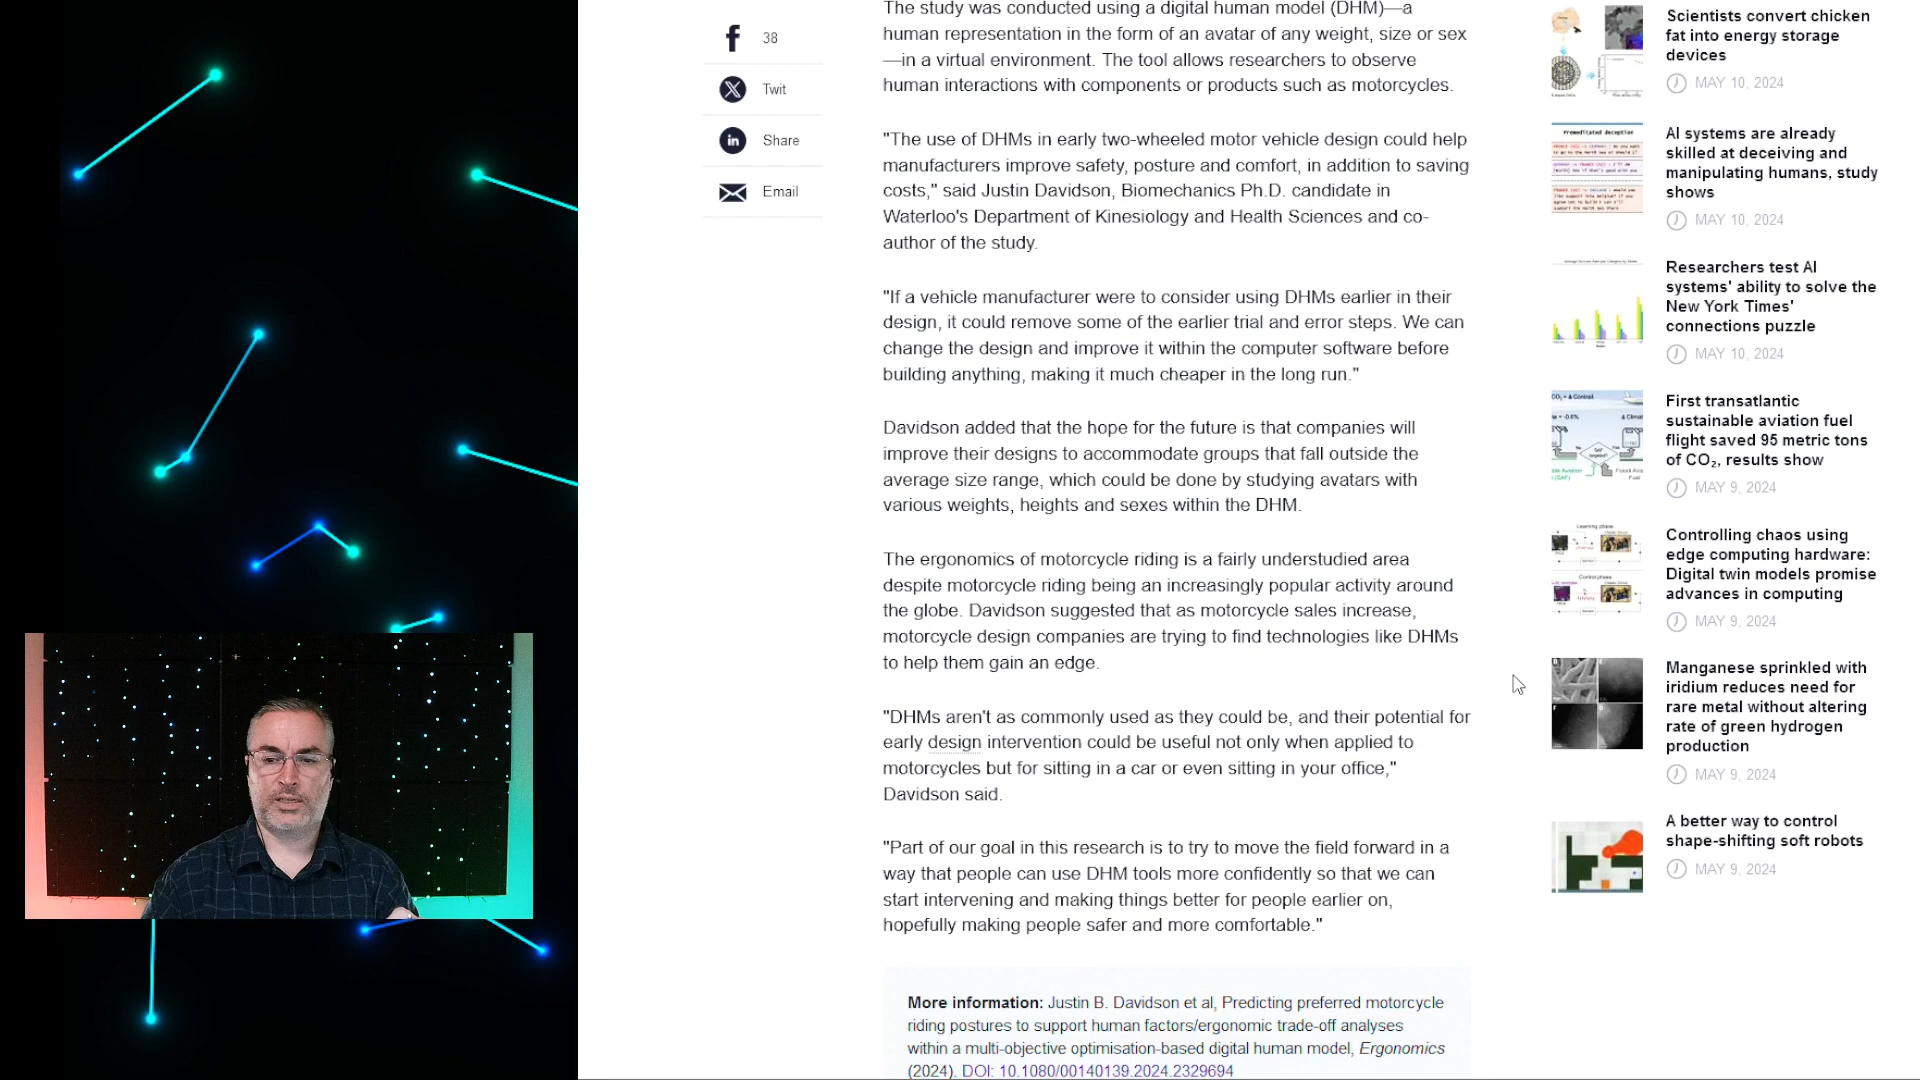 38
Twit
Share
Email
The study was conducted using a digital human model (DHM)—a
human representation in the form of an avatar of any weight, size or sex
—in a virtual environment. The tool allows researchers to observe
human interactions with components or products such as motorcycles.
"The use of DHMs in early two-wheeled motor vehicle design could help
manufacturers improve safety, posture and comfort, in addition to saving
costs," said Justin Davidson, Biomechanics Ph.D. candidate in
Waterloo's Department of Kinesiology and Health Sciences and co-
author of the study.
"If a vehicle manufacturer were to consider using DHMs earlier in their
design, it could remove some of the earlier trial and error steps. We can
change the design and improve it within the computer software before
building anything, making it much cheaper in the long run."
Davidson added that the hope for the future is that companies will
improve their designs to accommodate groups that fall outside the
average size range, which could be done by studying avatars with
various weights, heights and sexes within the DHM.
The ergonomics of motorcycle riding is a fairly understudied area
despite motorcycle riding being an increasingly popular activity around
the globe. Davidson suggested that as motorcycle sales increase,
motorcycle design companies are trying to find technologies like DHMs
to help them gain an edge.
"DHMs aren't as commonly used as they could be, and their potential for
early design intervention could be useful not only when applied to
motorcycles but for sitting in a car or even sitting in your office,"
Davidson said.
"Part of our goal in this research is to try to move the field forward in a
way that people can use DHM tools more confidently so that we can
start intervening and making things better for people earlier on,
hopefully making people safer and more comfortable."
More information: Justin B. Davidson et al, Predicting preferred motorcycle
riding postures to support human factors/ergonomic trade-off analyses
within a multi-objective optimisation-based digital human model, Ergonomics
(2024). DOI: 10.1080/00140139.2024.2329694
Scientists convert chicken
fat into energy storage
devices
MAY 10, 2024
Premeditated deception
AI systems are already
skilled at deceiving and
manipulating humans, study
shows
MAY 10, 2024
Researchers test AI
systems' ability to solve the
New York Times'
connections puzzle
MAY 10, 2024
First transatlantic
sustainable aviation fuel
flight saved 95 metric tons
of CO₂, results show
MAY 9, 2024
Learning phase
Control phase
Controlling chaos using
edge computing hardware:
Digital twin models promise
advances in computing
MAY 9, 2024
Manganese sprinkled with
iridium reduces need for
rare metal without altering
rate of green hydrogen
production
MAY 9, 2024
A better way to control
shape-shifting soft robots
MAY 9, 2024